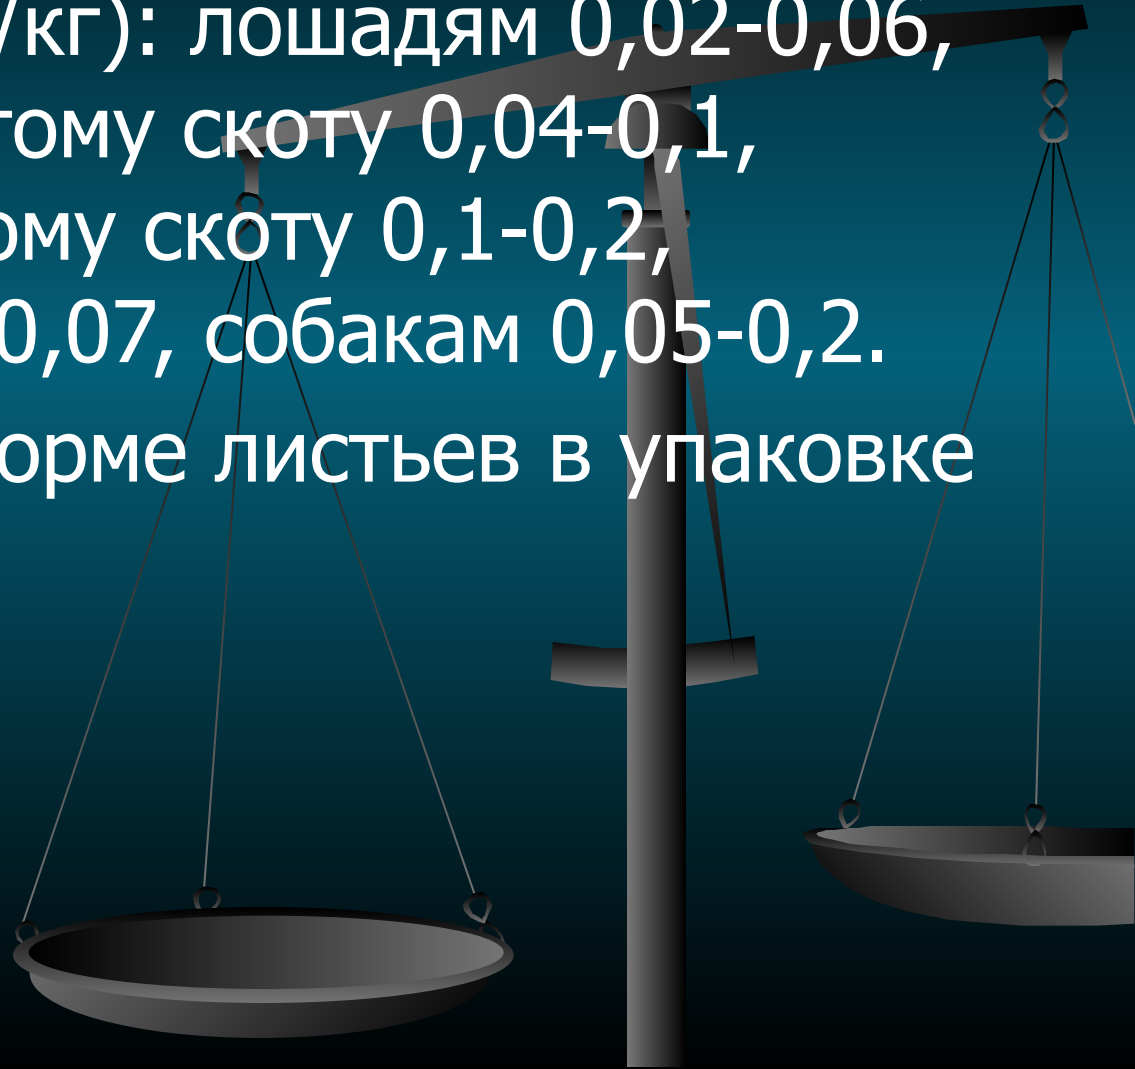 /кг): лошадям 0,02-0,06,
тому скоту 0,04-0,1,
ому скоту 0,1-0,2,
0,07, собакам 0,05-0,2.
орме листьев в упаковке